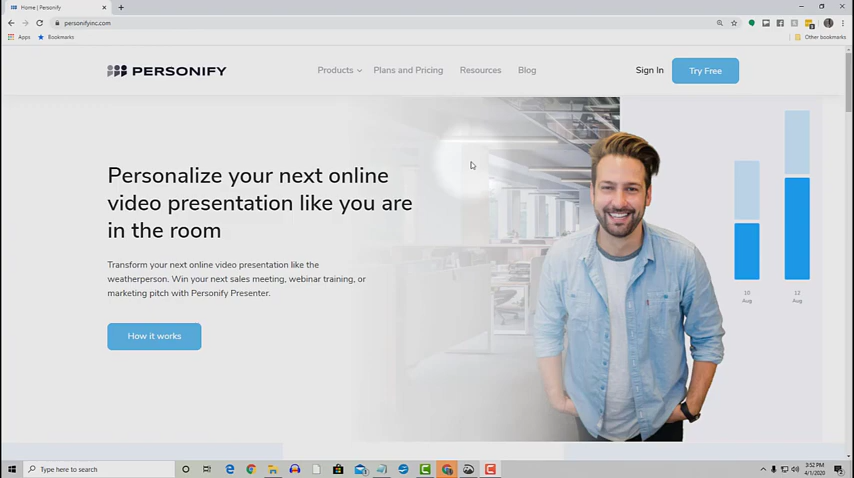 Home | Personify
personifyinc.com
Apps
Bookmarks
Other bookmarks
PERSONIFY
Products
Plans and Pricing
Resources
Blog
Sign In
Try Free
Personalize your next online
video presentation like you are
in the room
Transform your next online video presentation like the
weatherperson. Win your next sales meeting, webinar training, or
marketing pitch with Personify Presenter.
How it works
10
Aug
12
Aug
Type here to search
3:52 PM
4/1/2020